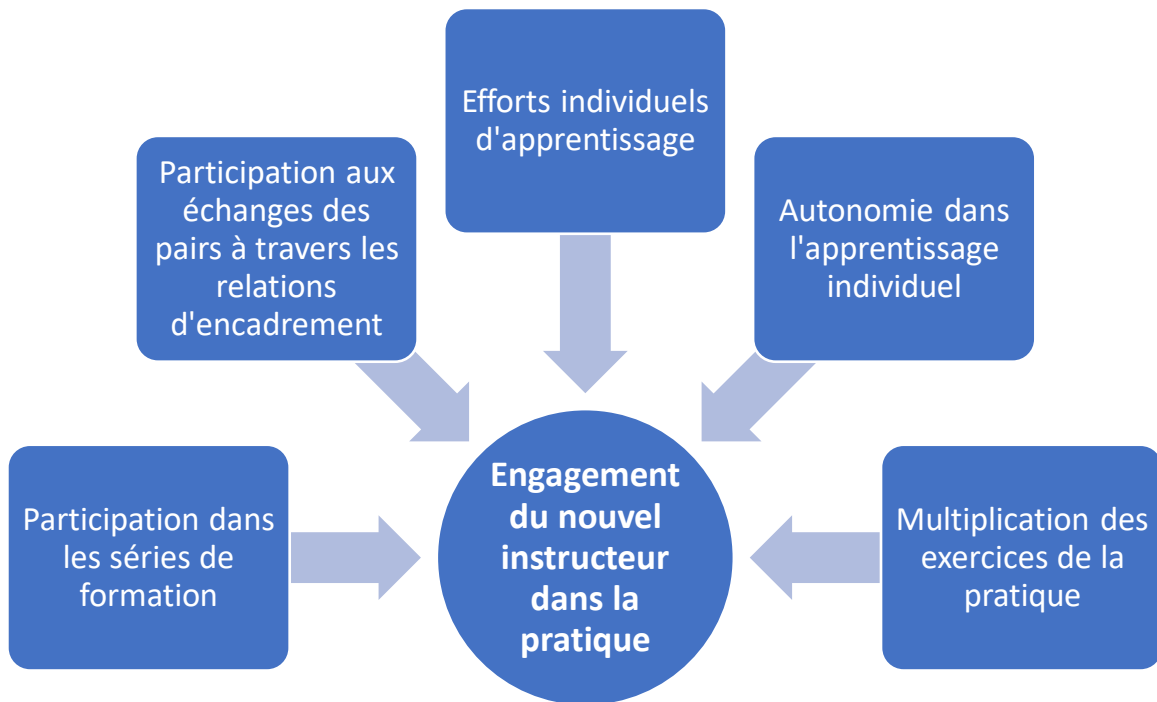 Efforts individuels
d'apprentissage
Participation aux
échanges des
pairs à travers les
relations
d'encadrement
Autonomie dans
l'apprentissage
individuel
Participation dans
les séries de
formation
Engagement
du nouvel
instructeur
dans la
pratique
Multiplication des
exercices de la
pratique